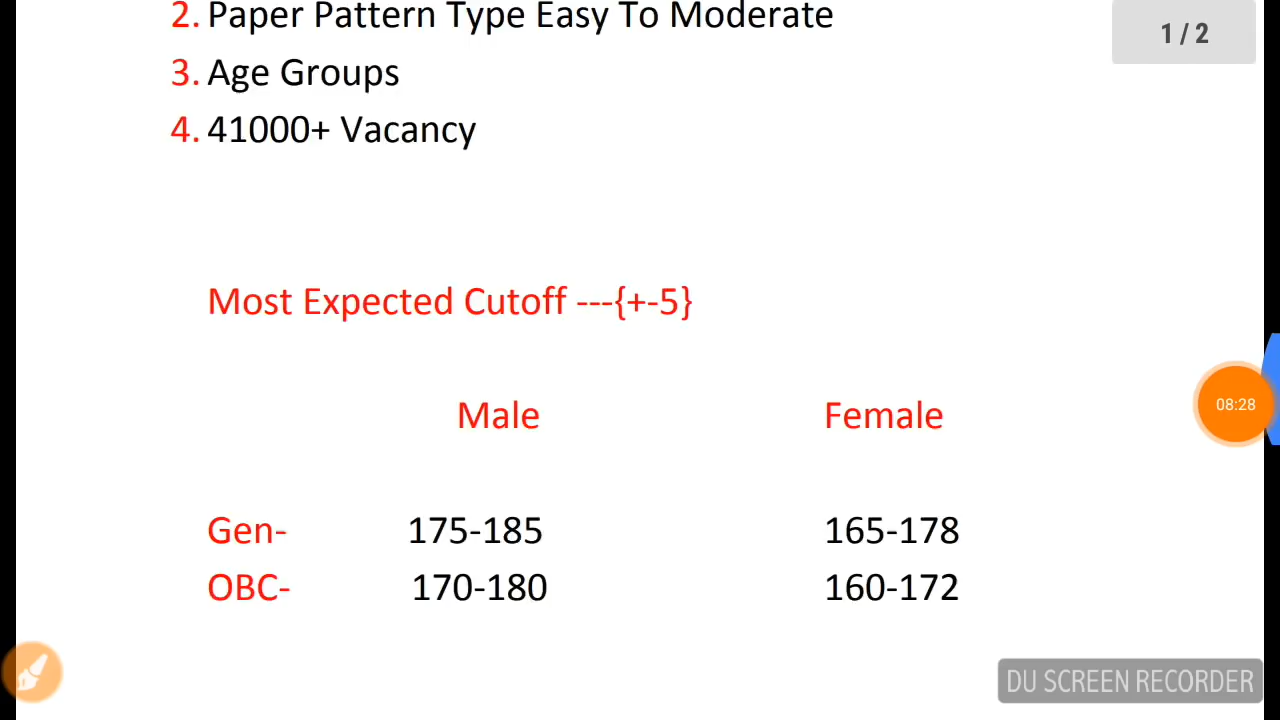 2. Paper Pattern Type Easy To Moderate
1 / 2
3. Age Groups
4. 41000+ Vacancy
Most Expected Cutoff ---{+-5}
Male Female
08:28
Gen- 175-185 165-178
OBC- 170-180 160-172
DU SCREEN RECORDER